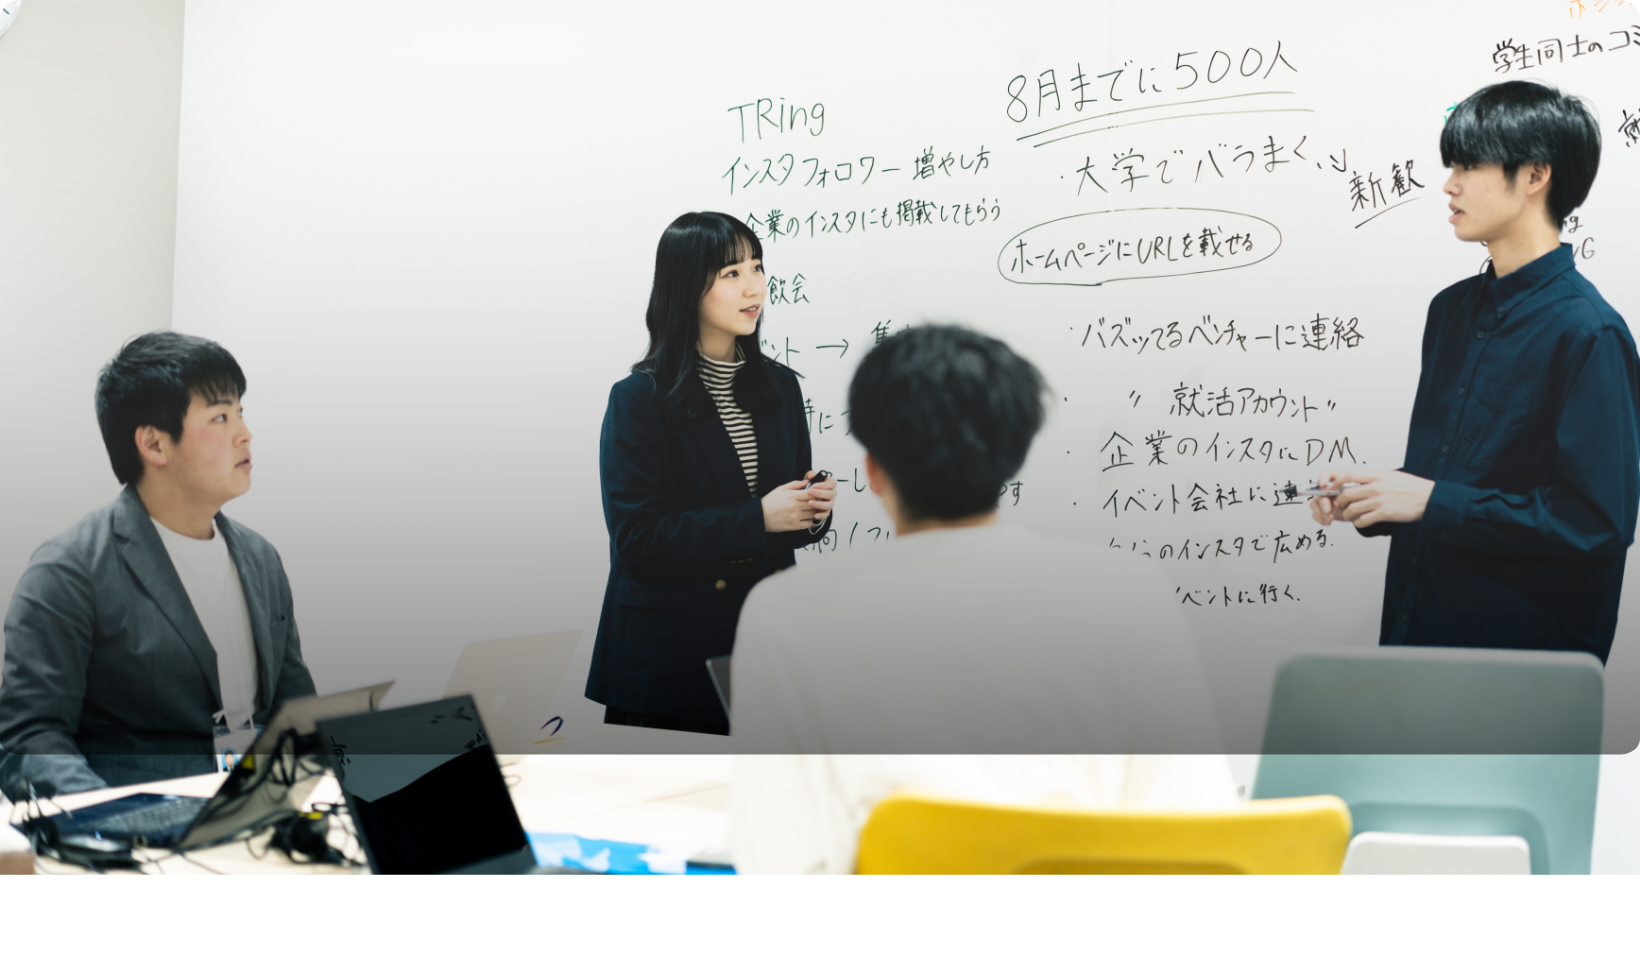 TRing
インスタフォロワー増やし方
企業のインスタにも掲載してもらう
飲会
ント →
8月までに500人
・大学でバラまく
新歓
ホームページにURLを載せる
・バズってるベンチャーに連絡
・ 〃 就活アカウント〃
・企業のインスタにDM.
・イベント会社に連
のインスタで広める.
ベントに行く.
学生同士のコミ